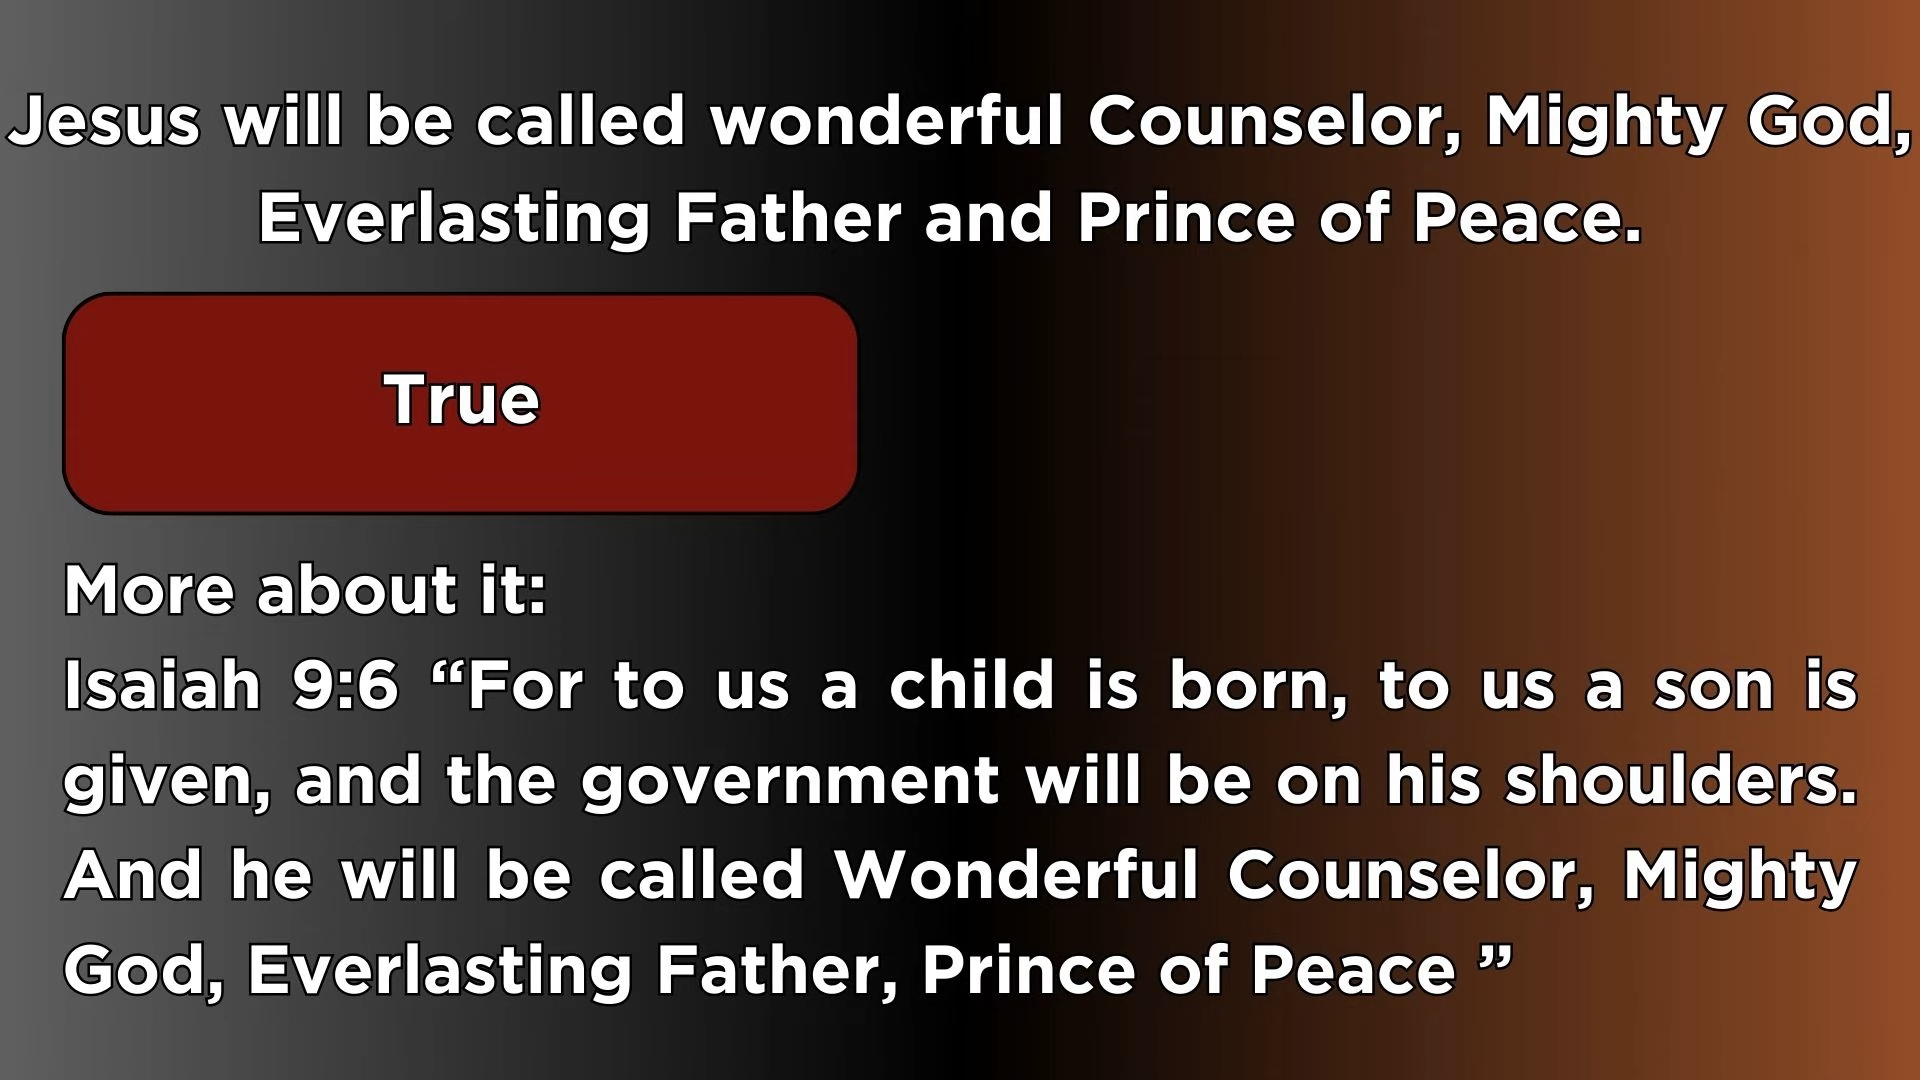 Jesus will be called wonderful Counselor, Mighty God,
Everlasting Father and Prince of Peace.
True
More about it:
Isaiah 9:6 “For to us a child is born, to us a son is
given, and the government will be on his shoulders.
And he will be called Wonderful Counselor, Mighty
God, Everlasting Father, Prince of Peace ”